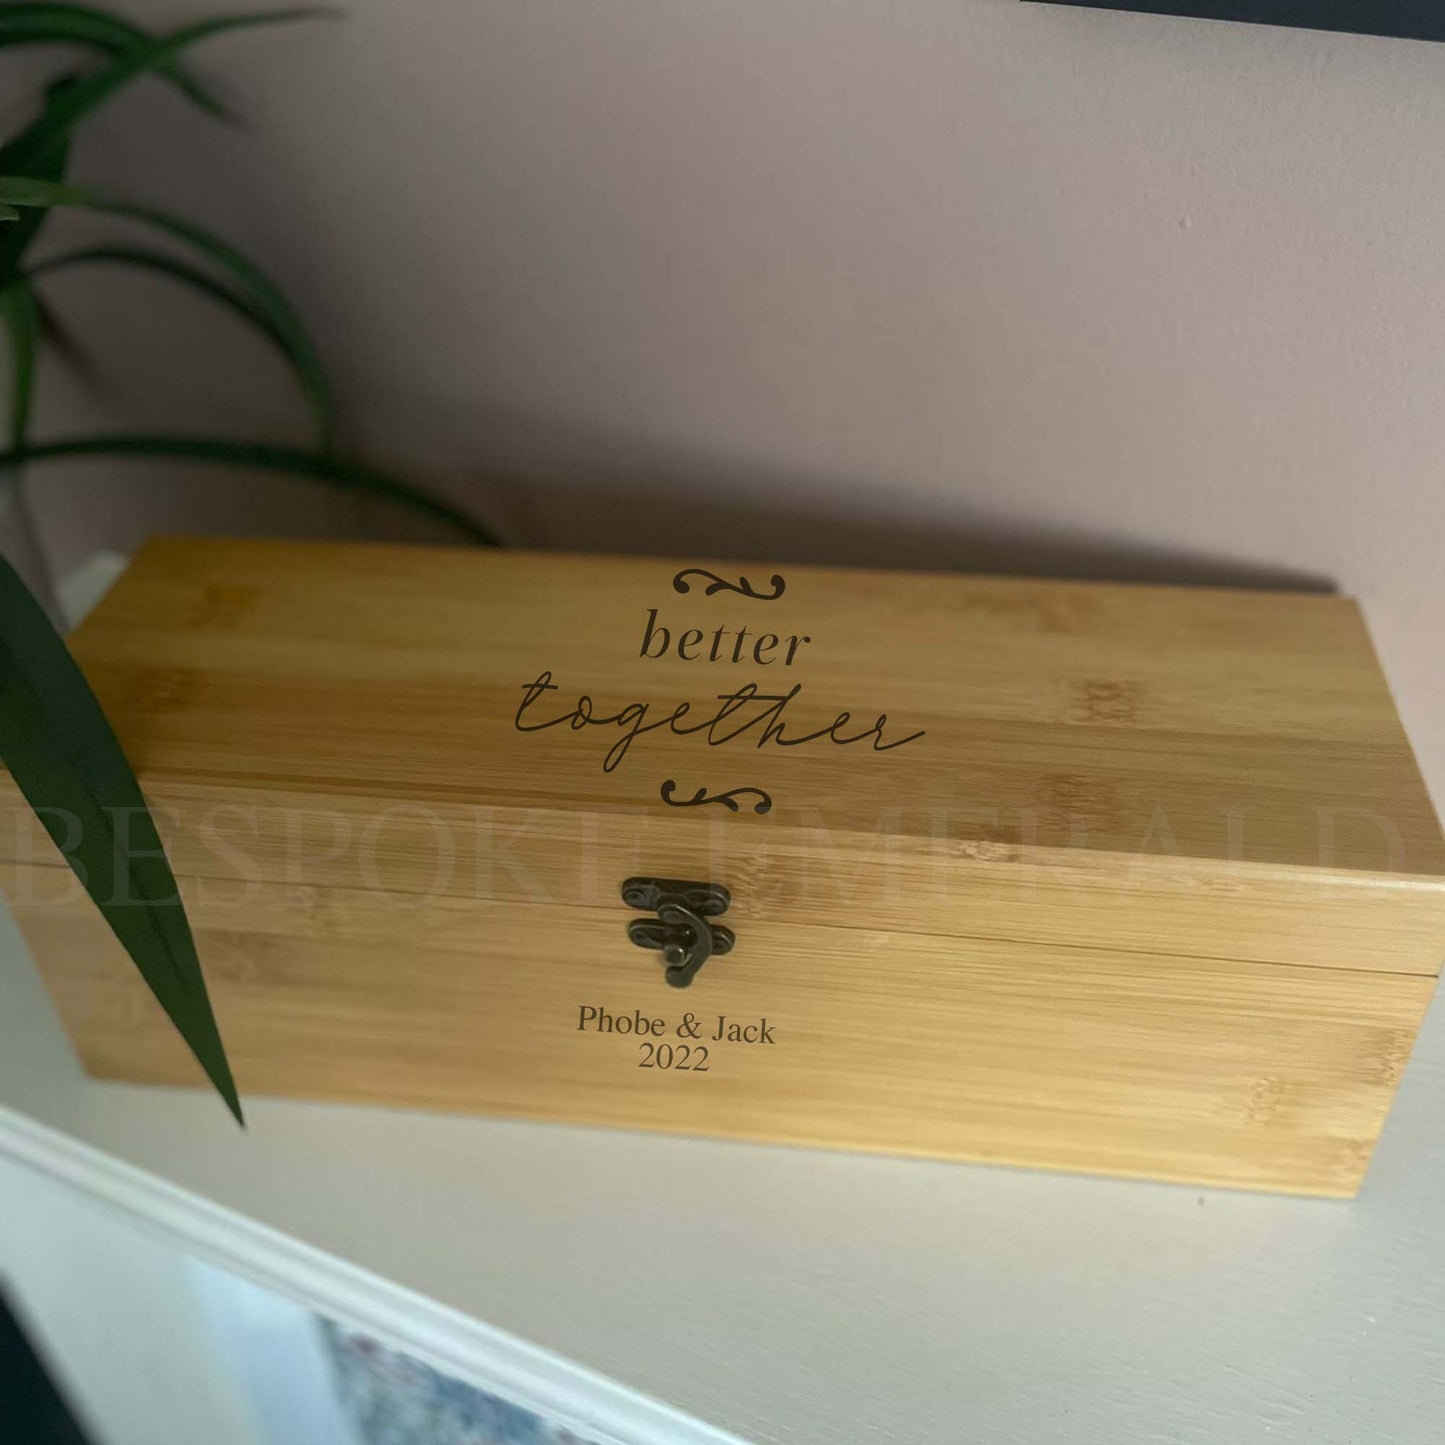 better
together
BESPOKE EMERALD
Phobe & Jack
2022